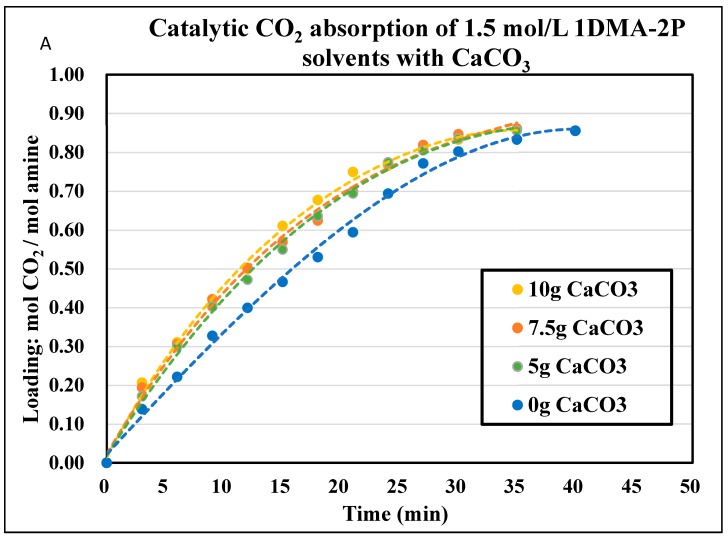 A
Catalytic CO₂ absorption of 1.5 mol/L 1DMA-2P
solvents with CaCO₃
1.00
0.90
0.80
0.70
0.60
0.50
0.40
0.30
0.20
0.10
0.00
Loading: mol CO₂ / mol amine
10g CaCO3
7.5g CaCO3
5g CaCO3
0g CaCO3
0 5 10 15 20 25 30 35 40 45 50
Time (min)